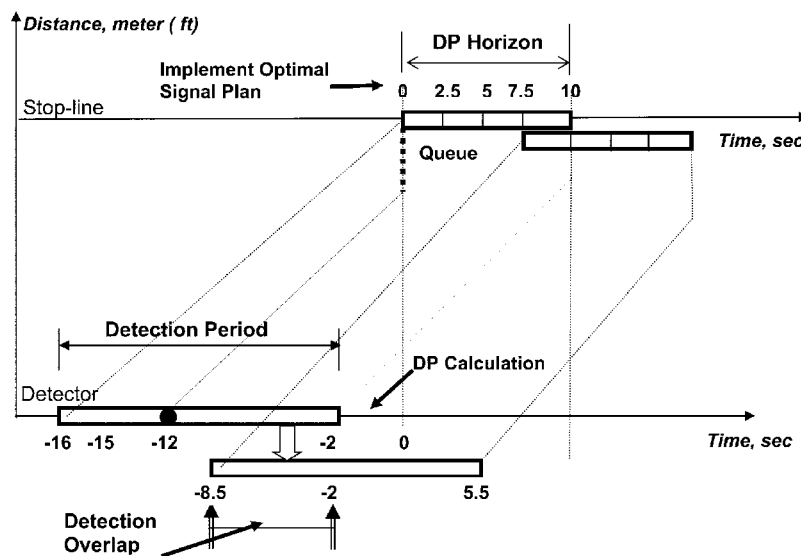 Distance, meter ( ft)
DP Horizon
Implement Optimal
Signal Plan
0 2.5 5 7.5 10
Stop-line
Time, sec
Queue
Detection Period
DP Calculation
Detector
-16 -15 -12 -2 0
Time, sec
-8.5 -2 5.5
Detection
Overlap